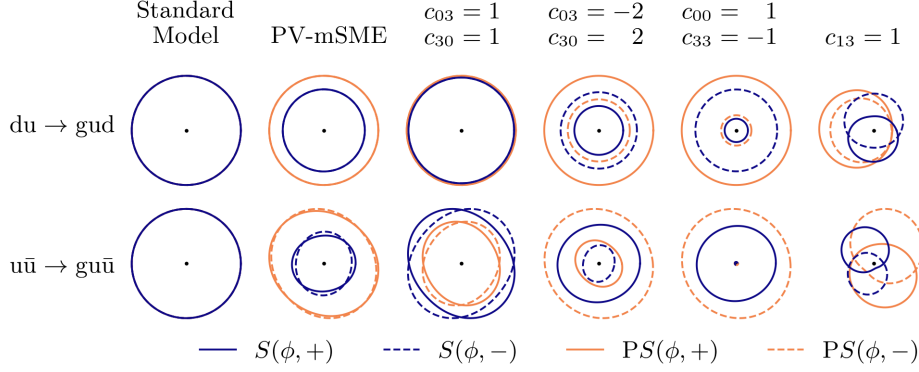 Standard Model
PV-mSME
c₀₃ = 1
c₃₀ = 1
c₀₃ = −2
c₃₀ = 2
c₀₀ = 1
c₃₃ = −1
c₁₃ = 1
du → gud
uū → guū
S(ϕ, +) S(ϕ, −) PS(ϕ, +) PS(ϕ, −)